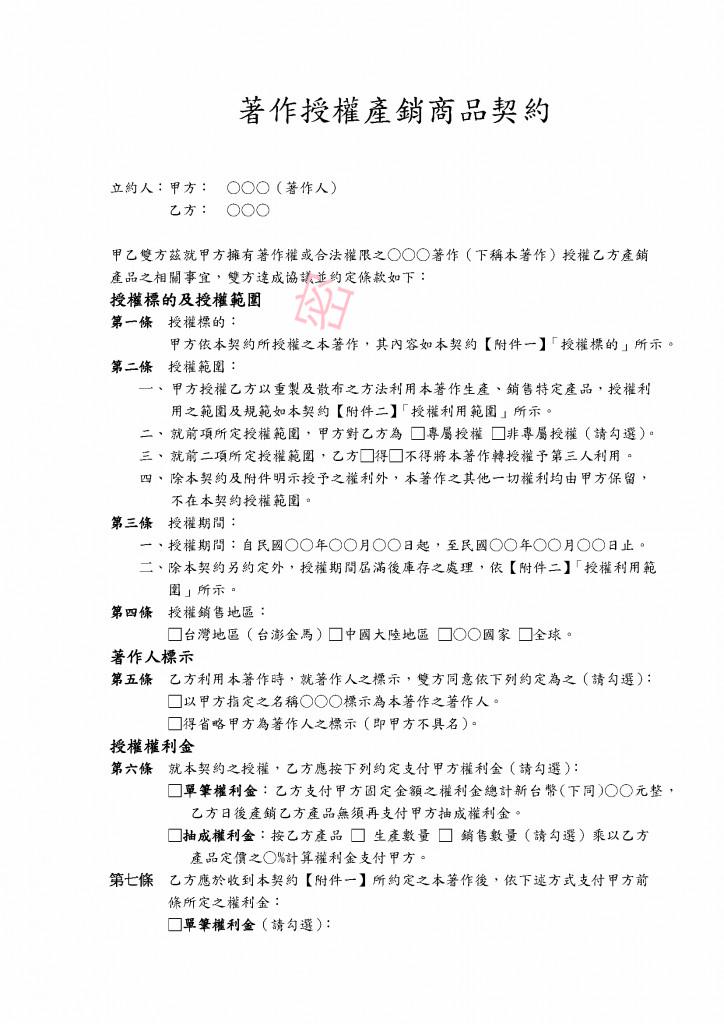 著作授權產銷商品契約
立約人：甲方： ○○○（著作人）
乙方： ○○○
甲乙雙方茲就甲方擁有著作權或合法權限之○○○著作（下稱本著作）授權乙方產銷
產品之相關事宜，雙方達成協議並約定條款如下：
密
授權標的及授權範圍
第一條 授權標的：
甲方依本契約所授權之本著作，其內容如本契約【附件一】「授權標的」所示。
第二條 授權範圍：
一、甲方授權乙方以重製及散布之方法利用本著作生產、銷售特定產品，授權利
用之範圍及規範如本契約【附件二】「授權利用範圍」所示。
二、就前項所定授權範圍，甲方對乙方為 □專屬授權 □非專屬授權（請勾選）。
三、就前二項所定授權範圍，乙方□得□不得將本著作轉授權予第三人利用。
四、除本契約及附件明示授予之權利外，本著作之其他一切權利均由甲方保留，
不在本契約授權範圍。
第三條 授權期間：
一、授權期間：自民國○○年○○月○○日起，至民國○○年○○月○○日止。
二、除本契約另約定外，授權期間屆滿後庫存之處理，依【附件二】「授權利用範
圍」所示。
第四條 授權銷售地區：
□台灣地區（台澎金馬）□中國大陸地區 □○○國家 □全球。
著作人標示
第五條 乙方利用本著作時，就著作人之標示，雙方同意依下列約定為之（請勾選）：
□以甲方指定之名稱○○○標示為本著作之著作人。
□得省略甲方為著作人之標示（即甲方不具名）。
授權權利金
第六條 就本契約之授權，乙方應按下列約定支付甲方權利金（請勾選）：
□單筆權利金：乙方支付甲方固定金額之權利金總計新台幣(下同)○○元整，
乙方日後產銷乙方產品無須再支付甲方抽成權利金。
□抽成權利金：按乙方產品 □ 生產數量 □ 銷售數量（請勾選）乘以乙方
產品定價之○%計算權利金支付甲方。
第七條 乙方應於收到本契約【附件一】所約定之本著作後，依下述方式支付甲方前
條所定之權利金：
□單筆權利金（請勾選）：